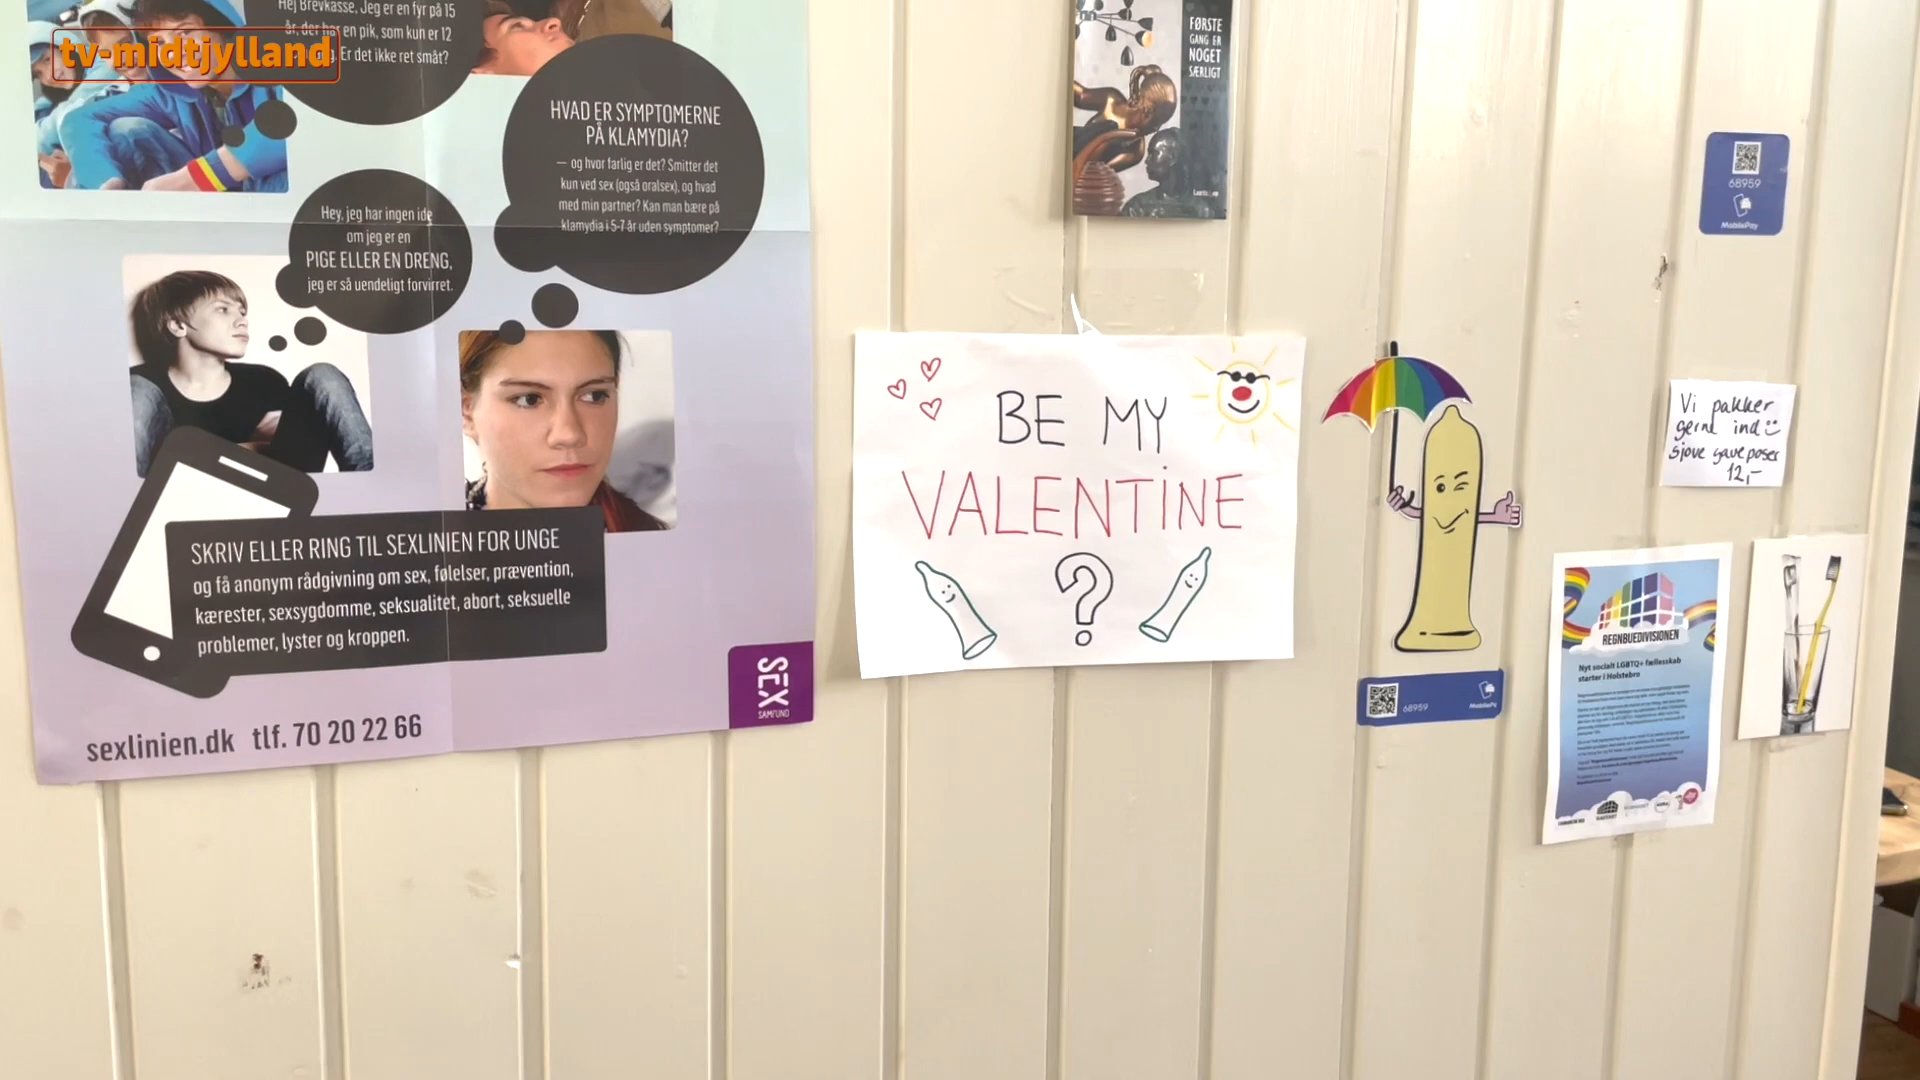 tv-midtjylland
Hej Brevkasse. Jeg er en fyr på 15
år, der har en pik, som kun er 12
Er det ikke ret småt?
HVAD ER SYMPTOMERNE
PÅ KLAMYDIA?
— og hvor farlig er det? Smitter det
kun ved sex (også oralsex), og hvad
med min partner? Kan man bære på
klamydia i 5-7 år uden symptomer?
Hey, jeg har ingen ide
om jeg er en
PIGE ELLER EN DRENG,
jeg er så uendeligt forvirret.
SKRIV ELLER RING TIL SEXLINIEN FOR UNGE
og få anonym rådgivning om sex, følelser, prævention,
kærester, sexsygdomme, seksualitet, abort, seksuelle
problemer, lyster og kroppen.
sexlinien.dk tlf. 70 20 22 66
SEX
SAMFUND
FØRSTE
GANG ER
NOGET
SÆRLIGT
BE MY
VALENTINE
?
68959
MobilePay
68959
MobilePay
Vi pakker
gerne ind
sjove gaveposer
12,-
REGNBUEDIVISIONEN
Nyt socialt LGBTQ+ fællesskab
starter i Holstebro